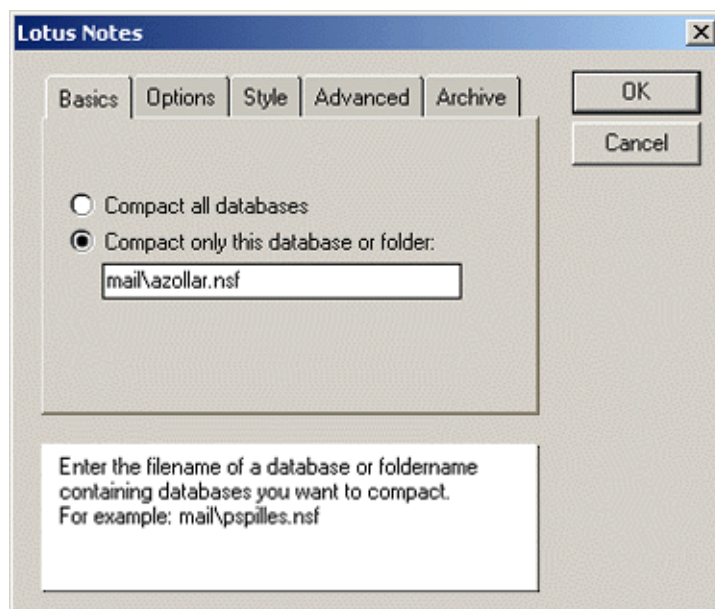 Lotus Notes
Basics Options Style Advanced Archive
OK
Cancel
Compact all databases
Compact only this database or folder:
mail\azollar.nsf
Enter the filename of a database or foldername
containing databases you want to compact.
For example: mail\pspilles.nsf